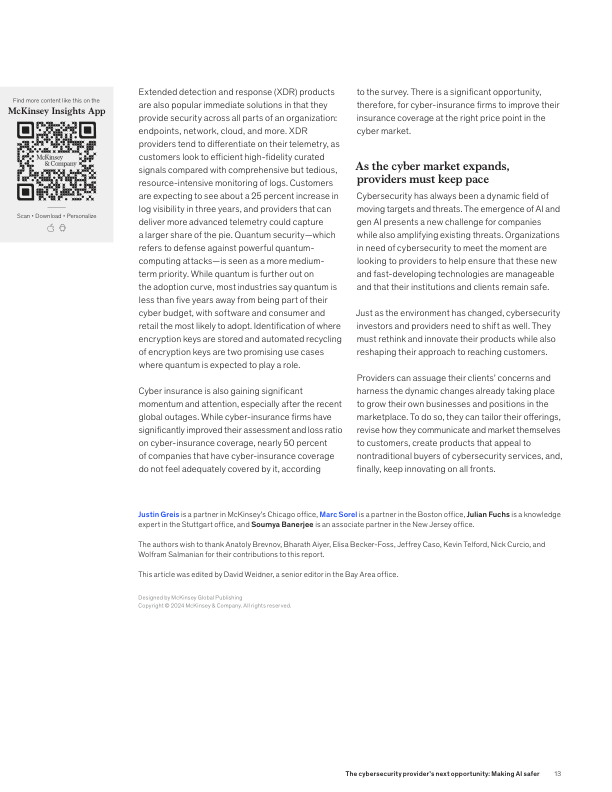 Find more content like this on the
McKinsey Insights App
McKinsey
& Company
Scan • Download • Personalize
Extended detection and response (XDR) products
are also popular immediate solutions in that they
provide security across all parts of an organization:
endpoints, network, cloud, and more. XDR
providers tend to differentiate on their telemetry, as
customers look to efficient high-fidelity curated
signals compared with comprehensive but tedious,
resource-intensive monitoring of logs. Customers
are expecting to see about a 25 percent increase in
log visibility in three years, and providers that can
deliver more advanced telemetry could capture
a larger share of the pie. Quantum security—which
refers to defense against powerful quantum-
computing attacks—is seen as a more medium-
term priority. While quantum is further out on
the adoption curve, most industries say quantum is
less than five years away from being part of their
cyber budget, with software and consumer and
retail the most likely to adopt. Identification of where
encryption keys are stored and automated recycling
of encryption keys are two promising use cases
where quantum is expected to play a role.
Cyber insurance is also gaining significant
momentum and attention, especially after the recent
global outages. While cyber-insurance firms have
significantly improved their assessment and loss ratio
on cyber-insurance coverage, nearly 50 percent
of companies that have cyber-insurance coverage
do not feel adequately covered by it, according
to the survey. There is a significant opportunity,
therefore, for cyber-insurance firms to improve their
insurance coverage at the right price point in the
cyber market.
As the cyber market expands,
providers must keep pace
Cybersecurity has always been a dynamic field of
moving targets and threats. The emergence of AI and
gen AI presents a new challenge for companies
while also amplifying existing threats. Organizations
in need of cybersecurity to meet the moment are
looking to providers to help ensure that these new
and fast-developing technologies are manageable
and that their institutions and clients remain safe.
Just as the environment has changed, cybersecurity
investors and providers need to shift as well. They
must rethink and innovate their products while also
reshaping their approach to reaching customers.
Providers can assuage their clients' concerns and
harness the dynamic changes already taking place
to grow their own businesses and positions in the
marketplace. To do so, they can tailor their offerings,
revise how they communicate and market themselves
to customers, create products that appeal to
nontraditional buyers of cybersecurity services, and,
finally, keep innovating on all fronts.
Justin Greis is a partner in McKinsey's Chicago office, Marc Sorel is a partner in the Boston office, Julian Fuchs is a knowledge
expert in the Stuttgart office, and Soumya Banerjee is an associate partner in the New Jersey office.
The authors wish to thank Anatoly Brevnov, Bharath Aiyer, Elisa Becker-Foss, Jeffrey Caso, Kevin Telford, Nick Curcio, and
Wolfram Salmanian for their contributions to this report.
This article was edited by David Weidner, a senior editor in the Bay Area office.
Designed by McKinsey Global Publishing
Copyright © 2024 McKinsey & Company. All rights reserved.
The cybersecurity provider's next opportunity: Making AI safer 13